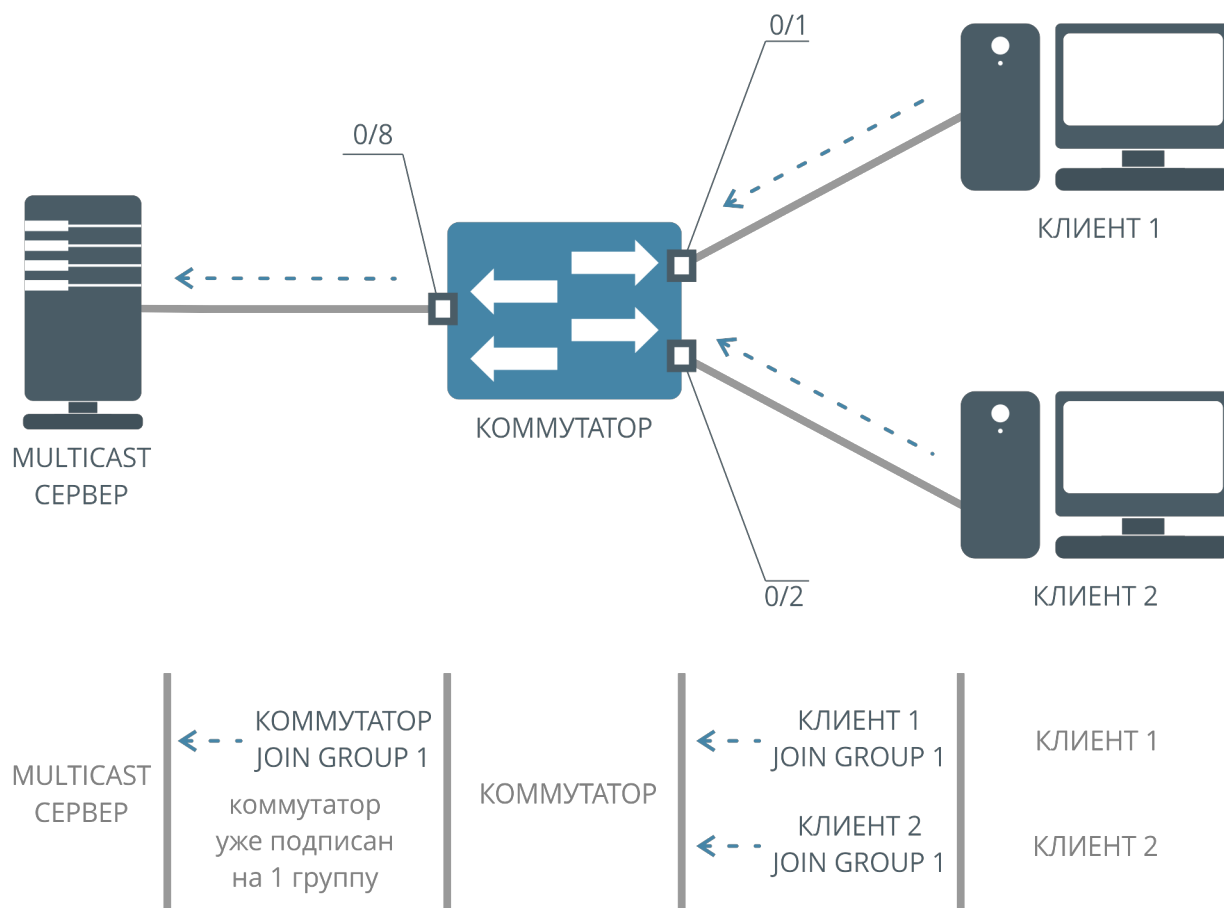 0/1
0/8
КЛИЕНТ 1
КОММУТАТОР
MULTICAST
СЕРВЕР
0/2
КЛИЕНТ 2
КОММУТАТОР
JOIN GROUP 1
КЛИЕНТ 1
JOIN GROUP 1
КЛИЕНТ 1
MULTICAST
СЕРВЕР
коммутатор
уже подписан
на 1 группу
КОММУТАТОР
КЛИЕНТ 2
JOIN GROUP 1
КЛИЕНТ 2